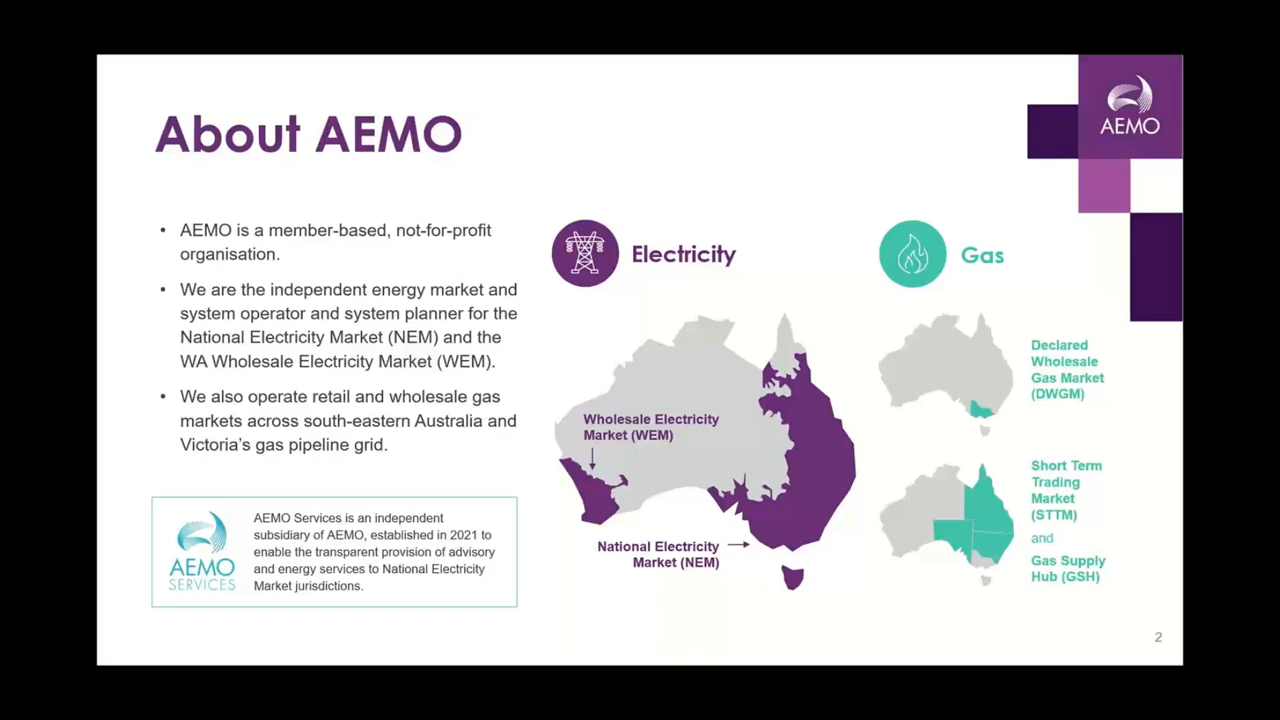 AEMO
About AEMO
• AEMO is a member-based, not-for-profit
organisation.
• We are the independent energy market and
system operator and system planner for the
National Electricity Market (NEM) and the
WA Wholesale Electricity Market (WEM).
• We also operate retail and wholesale gas
markets across south-eastern Australia and
Victoria's gas pipeline grid.
AEMO
SERVICES
AEMO Services is an independent
subsidiary of AEMO, established in 2021 to
enable the transparent provision of advisory
and energy services to National Electricity
Market jurisdictions.
Electricity
Wholesale Electricity
Market (WEM)
National Electricity
Market (NEM)
Gas
Declared
Wholesale
Gas Market
(DWGM)
Short Term
Trading
Market
(STTM)
and
Gas Supply
Hub (GSH)
2